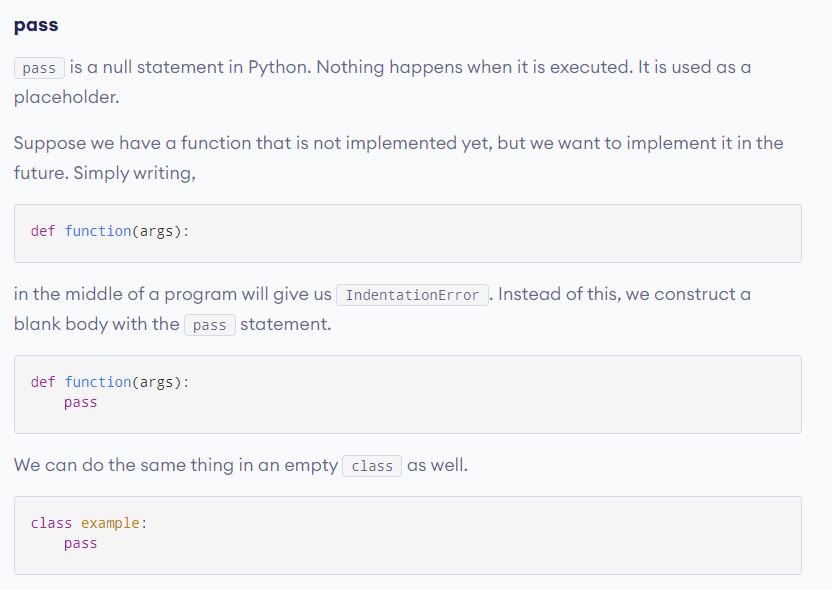 pass
pass is a null statement in Python. Nothing happens when it is executed. It is used as a
placeholder.
Suppose we have a function that is not implemented yet, but we want to implement it in the
future. Simply writing,
def function(args):
in the middle of a program will give us IndentationError. Instead of this, we construct a
blank body with the pass statement.
def function(args):
    pass
We can do the same thing in an empty class as well.
class example:
    pass